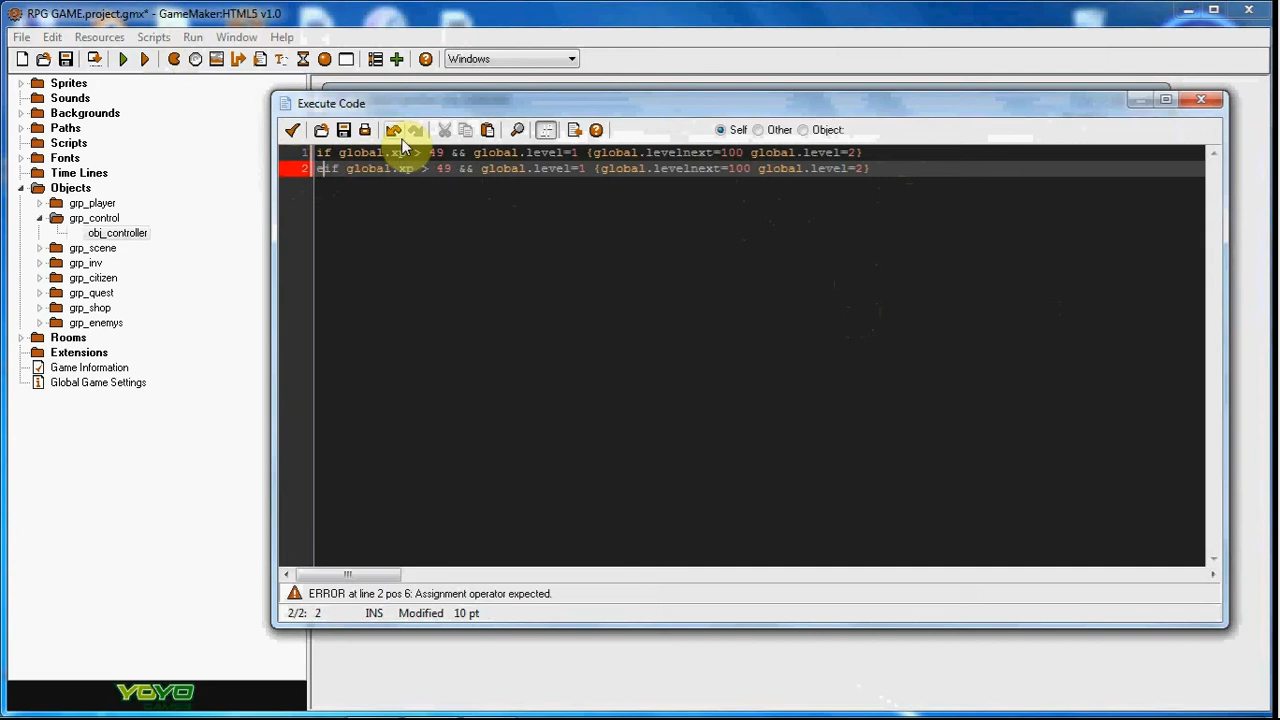 RPG GAME.project.gmx* - GameMaker:HTML5 v1.0
File Edit Resources Scripts Run Window Help
Windows
Sprites
Sounds
Backgrounds
Paths
Scripts
Fonts
Time Lines
Objects
grp_player
grp_control
obj_controller
grp_scene
grp_inv
grp_citizen
grp_quest
grp_shop
grp_enemys
Rooms
Extensions
Game Information
Global Game Settings
YOYO
GAMES
Execute Code
Self Other Object:
1 if global.xp > 49 && global.level=1 {global.levelnext=100 global.level=2}
2 eif global.xp > 49 && global.level=1 {global.levelnext=100 global.level=2}
ERROR at line 2 pos 6: Assignment operator expected.
2/2: 2 INS Modified 10 pt